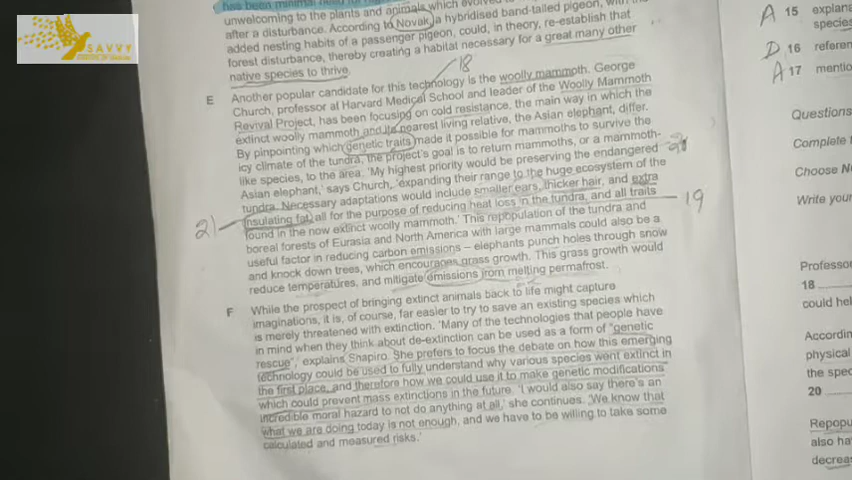 SAVVY
has been minimal
unwelcoming to the plants and animals which evolved
after a disturbance. According to Novak, a hybridised band-tailed pigeon, with the
added nesting habits of a passenger pigeon, could, in theory, re-establish that
forest disturbance, thereby creating a habitat necessary for a great many other
native species to thrive.
18
E Another popular candidate for this technology is the woolly mammoth. George
Church, professor at Harvard Medical School and leader of the Woolly Mammoth
Revival Project, has been focusing on cold resistance, the main way in which the
extinct woolly mammoth and its nearest living relative, the Asian elephant, differ.
By pinpointing which genetic traits made it possible for mammoths to survive the
icy climate of the tundra, the project's goal is to return mammoths, or a mammoth-
like species, to the area. 'My highest priority would be preserving the endangered
Asian elephant,' says Church, 'expanding their range to the huge ecosystem of the
tundra. Necessary adaptations would include smaller ears, thicker hair, and extra
insulating fat, all for the purpose of reducing heat loss in the tundra, and all traits
found in the now extinct woolly mammoth.' This repopulation of the tundra and
boreal forests of Eurasia and North America with large mammals could also be a
useful factor in reducing carbon emissions – elephants punch holes through snow
and knock down trees, which encourages grass growth. This grass growth would
reduce temperatures, and mitigate emissions from melting permafrost.
21
19
F While the prospect of bringing extinct animals back to life might capture
imaginations, it is, of course, far easier to try to save an existing species which
is merely threatened with extinction. 'Many of the technologies that people have
in mind when they think about de-extinction can be used as a form of "genetic
rescue",' explains Shapiro. She prefers to focus the debate on how this emerging
technology could be used to fully understand why various species went extinct in
the first place, and therefore how we could use it to make genetic modifications
which could prevent mass extinctions in the future. 'I would also say there's an
incredible moral hazard to not do anything at all,' she continues. 'We know that
what we are doing today is not enough, and we have to be willing to take some
calculated and measured risks.'
A 15 explana
species
D 16 referen
A 17 mentio
Questions
Complete
Choose N
Write your
Professo
18
could hel
Accordin
physical
the spec
20
Repopu
also ha
decreas